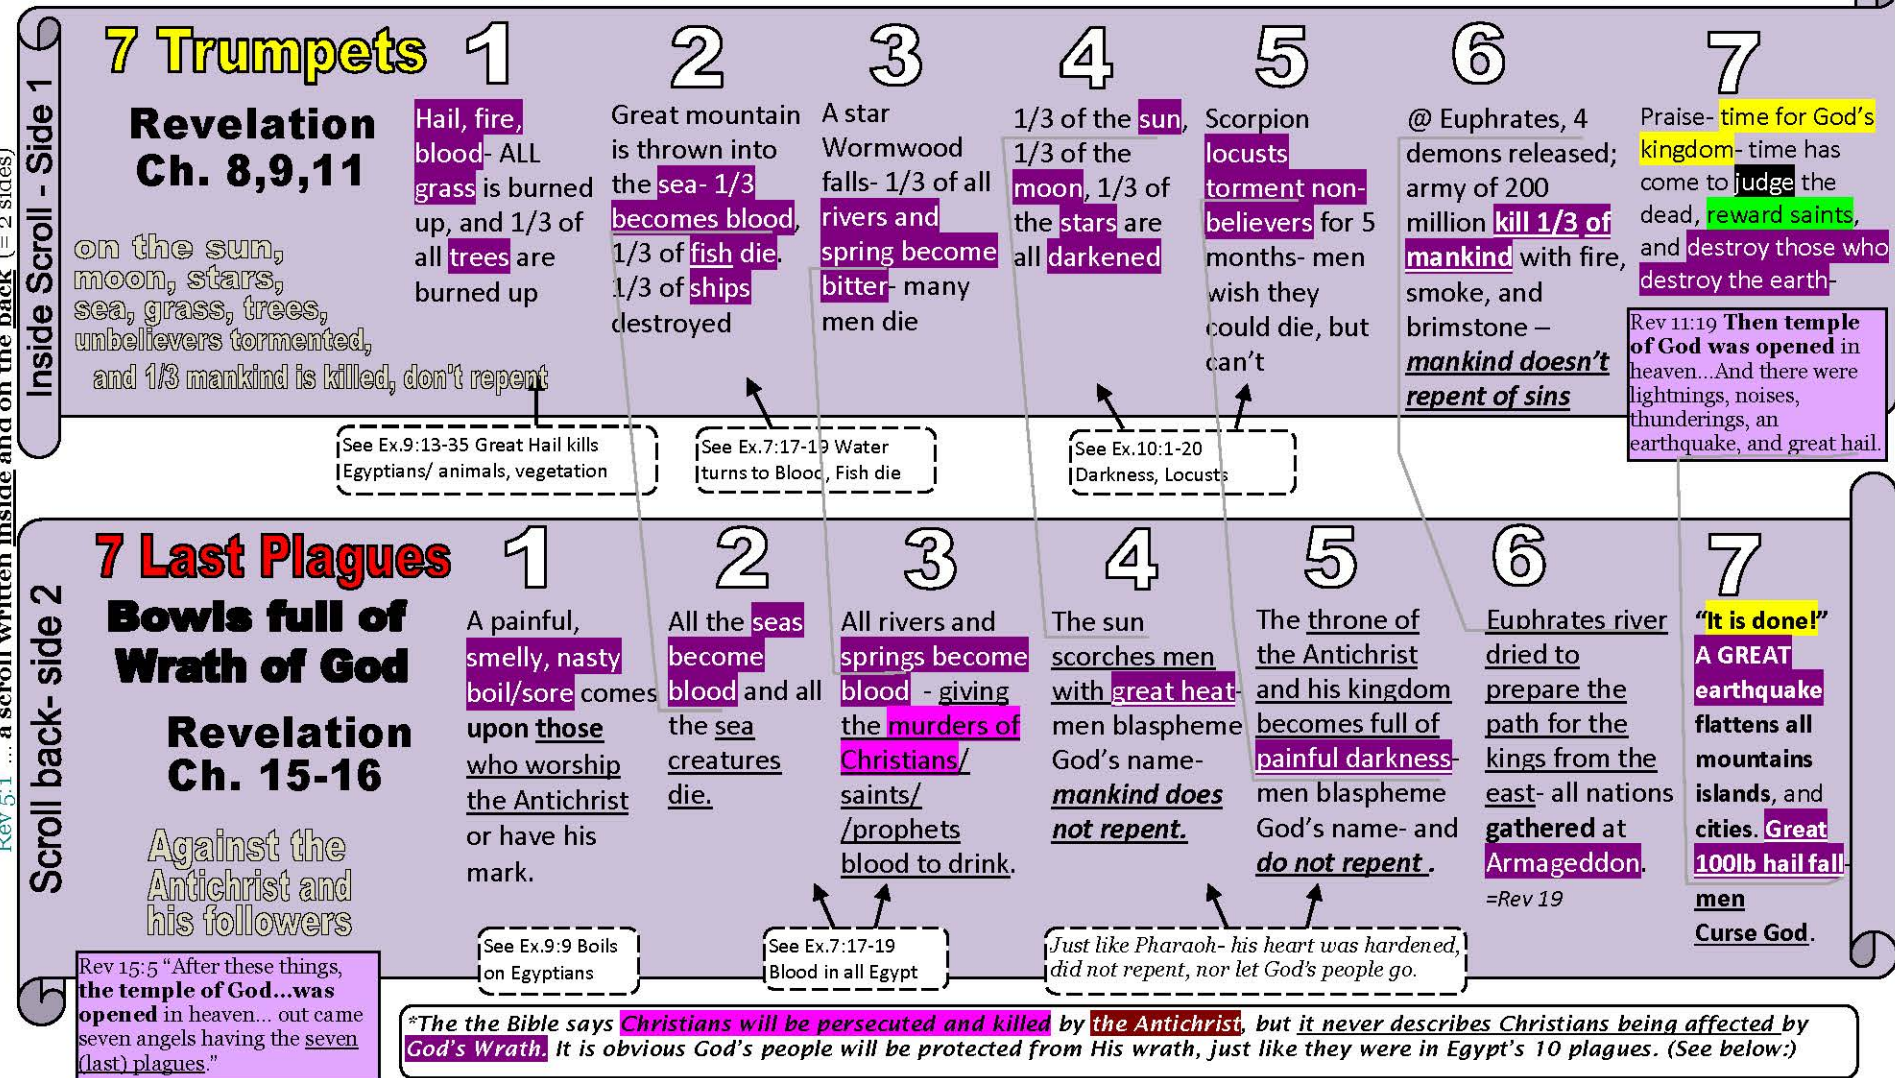 Rev 5:1 ... a scroll written inside and on the back (= 2 sides)
Inside Scroll - Side 1
7 Trumpets
Revelation
Ch. 8,9,11
on the sun,
moon, stars,
sea, grass, trees,
unbelievers tormented,
and 1/3 mankind is killed, don't repent
1
Hail, fire,
blood- ALL
grass is burned
up, and 1/3 of
all trees are
burned up
2
Great mountain
is thrown into
the sea- 1/3
becomes blood,
1/3 of fish die.
1/3 of ships
destroyed
3
A star
Wormwood
falls- 1/3 of all
rivers and
spring become
bitter- many
men die
4
1/3 of the sun,
1/3 of the
moon, 1/3 of
the stars are
all darkened
5
Scorpion
locusts
torment non-
believers for 5
months- men
wish they
could die, but
can't
6
@ Euphrates, 4
demons released;
army of 200
million kill 1/3 of
mankind with fire,
smoke, and
brimstone –
mankind doesn't
repent of sins
7
Praise- time for God's
kingdom- time has
come to judge the
dead, reward saints,
and destroy those who
destroy the earth-
Rev 11:19 Then temple
of God was opened in
heaven...And there were
lightnings, noises,
thunderings, an
earthquake, and great hail.
See Ex.9:13-35 Great Hail kills
Egyptians/ animals, vegetation
See Ex.7:17-19 Water
turns to Blood, Fish die
See Ex.10:1-20
Darkness, Locusts
Scroll back- side 2
7 Last Plagues
Bowls full of
Wrath of God
Revelation
Ch. 15-16
Against the
Antichrist and
his followers
Rev 15:5 “After these things,
the temple of God...was
opened in heaven... out came
seven angels having the seven
(last) plagues.”
1
A painful,
smelly, nasty
boil/sore comes
upon those
who worship
the Antichrist
or have his
mark.
2
All the seas
become
blood and all
the sea
creatures
die.
3
All rivers and
springs become
blood - giving
the murders of
Christians/
saints/
/prophets
blood to drink.
4
The sun
scorches men
with great heat-
men blaspheme
God's name-
mankind does
not repent.
5
The throne of
the Antichrist
and his kingdom
becomes full of
painful darkness-
men blaspheme
God's name- and
do not repent .
6
Euphrates river
dried to
prepare the
path for the
kings from the
east- all nations
gathered at
Armageddon.
=Rev 19
7
“It is done!”
A GREAT
earthquake
flattens all
mountains
islands, and
cities. Great
100lb hail fall-
men
Curse God.
See Ex.9:9 Boils
on Egyptians
See Ex.7:17-19
Blood in all Egypt
Just like Pharaoh- his heart was hardened,
did not repent, nor let God's people go.
*The the Bible says Christians will be persecuted and killed by the Antichrist, but it never describes Christians being affected by
God's Wrath. It is obvious God's people will be protected from His wrath, just like they were in Egypt's 10 plagues. (See below:)